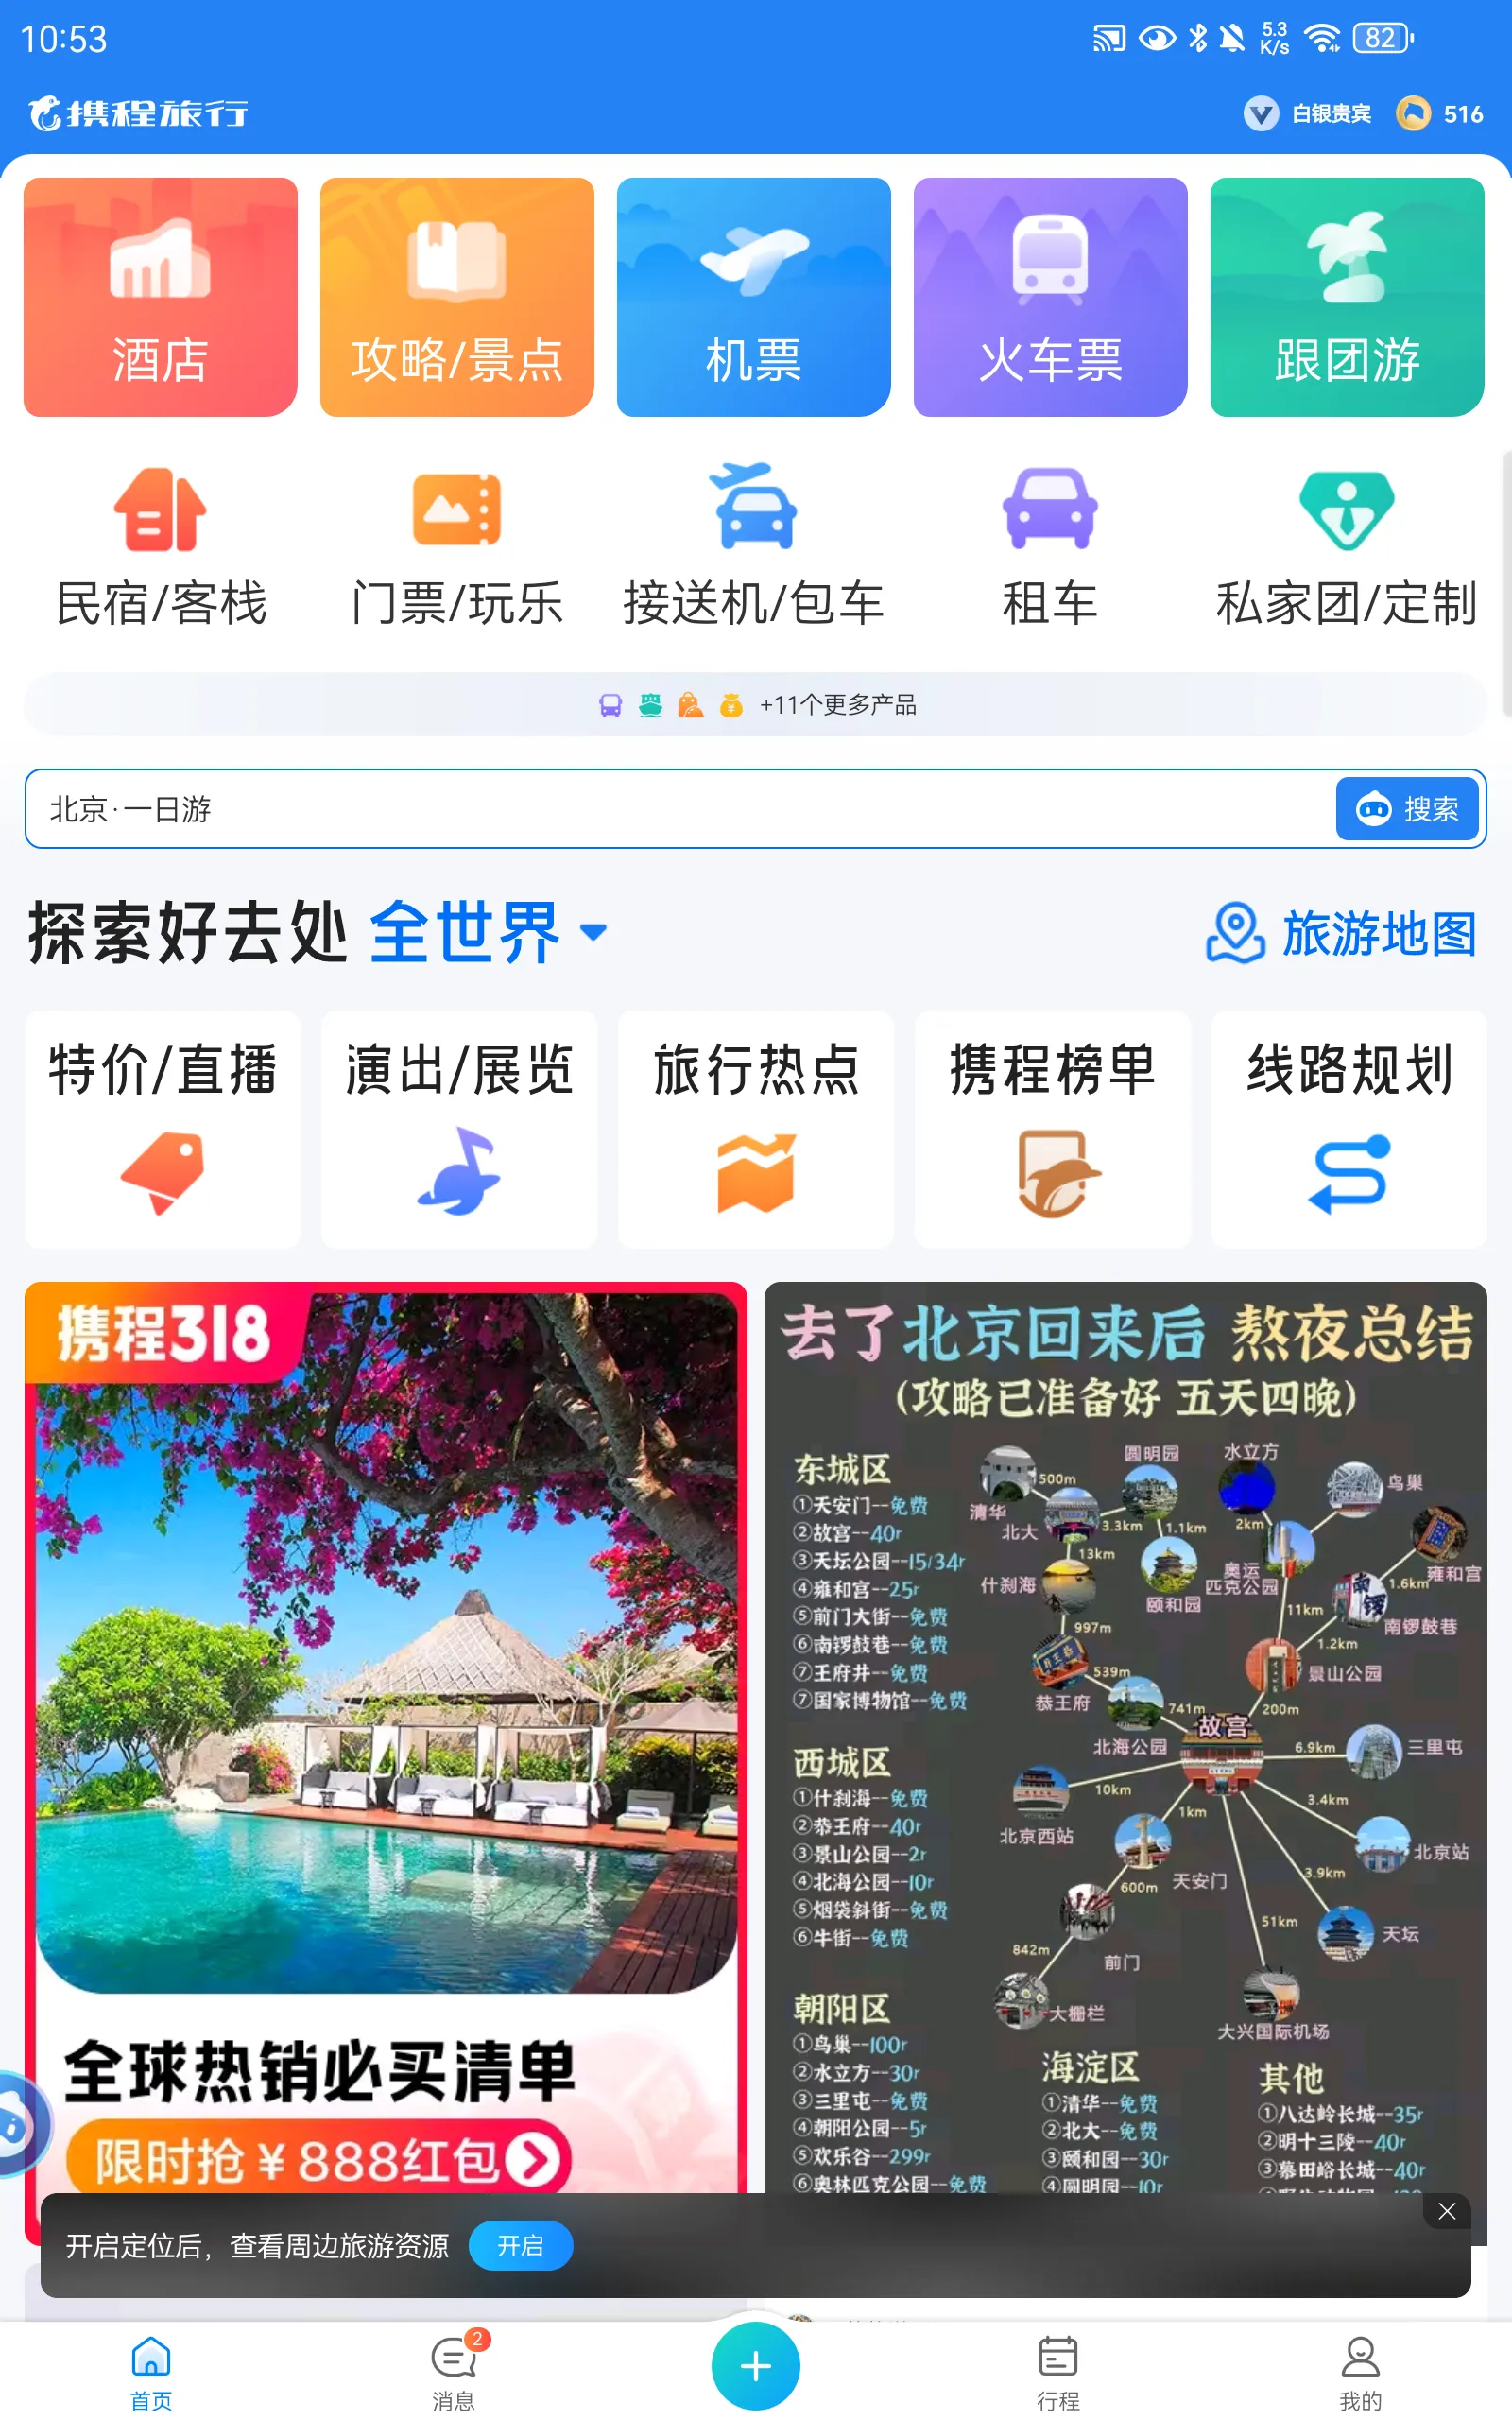 10:53
5.3 K/s
82
携程旅行
白银贵宾
516
酒店
攻略/景点
机票
火车票
跟团游
民宿/客栈
门票/玩乐
接送机/包车
租车
私家团/定制
+11个更多产品
北京·一日游
搜索
探索好去处 全世界
旅游地图
特价/直播
演出/展览
旅行热点
携程榜单
线路规划
携程318
全球热销必买清单
限时抢¥888红包
去了北京回来后 熬夜总结
(攻略已准备好 五天四晚)
东城区
①天安门--免费
②故宫--40r
③天坛公园--15/34r
④雍和宫--25r
⑤前门大街--免费
⑥南锣鼓巷--免费
⑦王府井--免费
⑦国家博物馆--免费
西城区
①什刹海--免费
②恭王府--40r
③景山公园--2r
④北海公园--10r
⑤烟袋斜街--免费
⑥牛街--免费
朝阳区
①鸟巢--100r
②水立方--30r
③三里屯--免费
④朝阳公园--5r
⑤欢乐谷--299r
⑥奥林匹克公园--免费
海淀区
①清华--免费
②北大--免费
③颐和园--30r
④圆明园--10r
其他
①八达岭长城--35r
②明十三陵--40r
③慕田峪长城--40r
清华
500m
北大
圆明园
3.3km
1.1km
水立方
2km
鸟巢
13km
什刹海
颐和园
奥运
匹克公园
雍和宫
1.6km
南锣鼓巷
11km
1.2km
997m
恭王府
539m
景山公园
741m
200m
北海公园
故宫
6.9km
三里屯
10km
北京西站
1km
3.4km
北京站
天安门
600m
3.9km
前门
51km
天坛
842m
大栅栏
大兴国际机场
开启定位后，查看周边旅游资源
开启
首页
消息
2
行程
我的